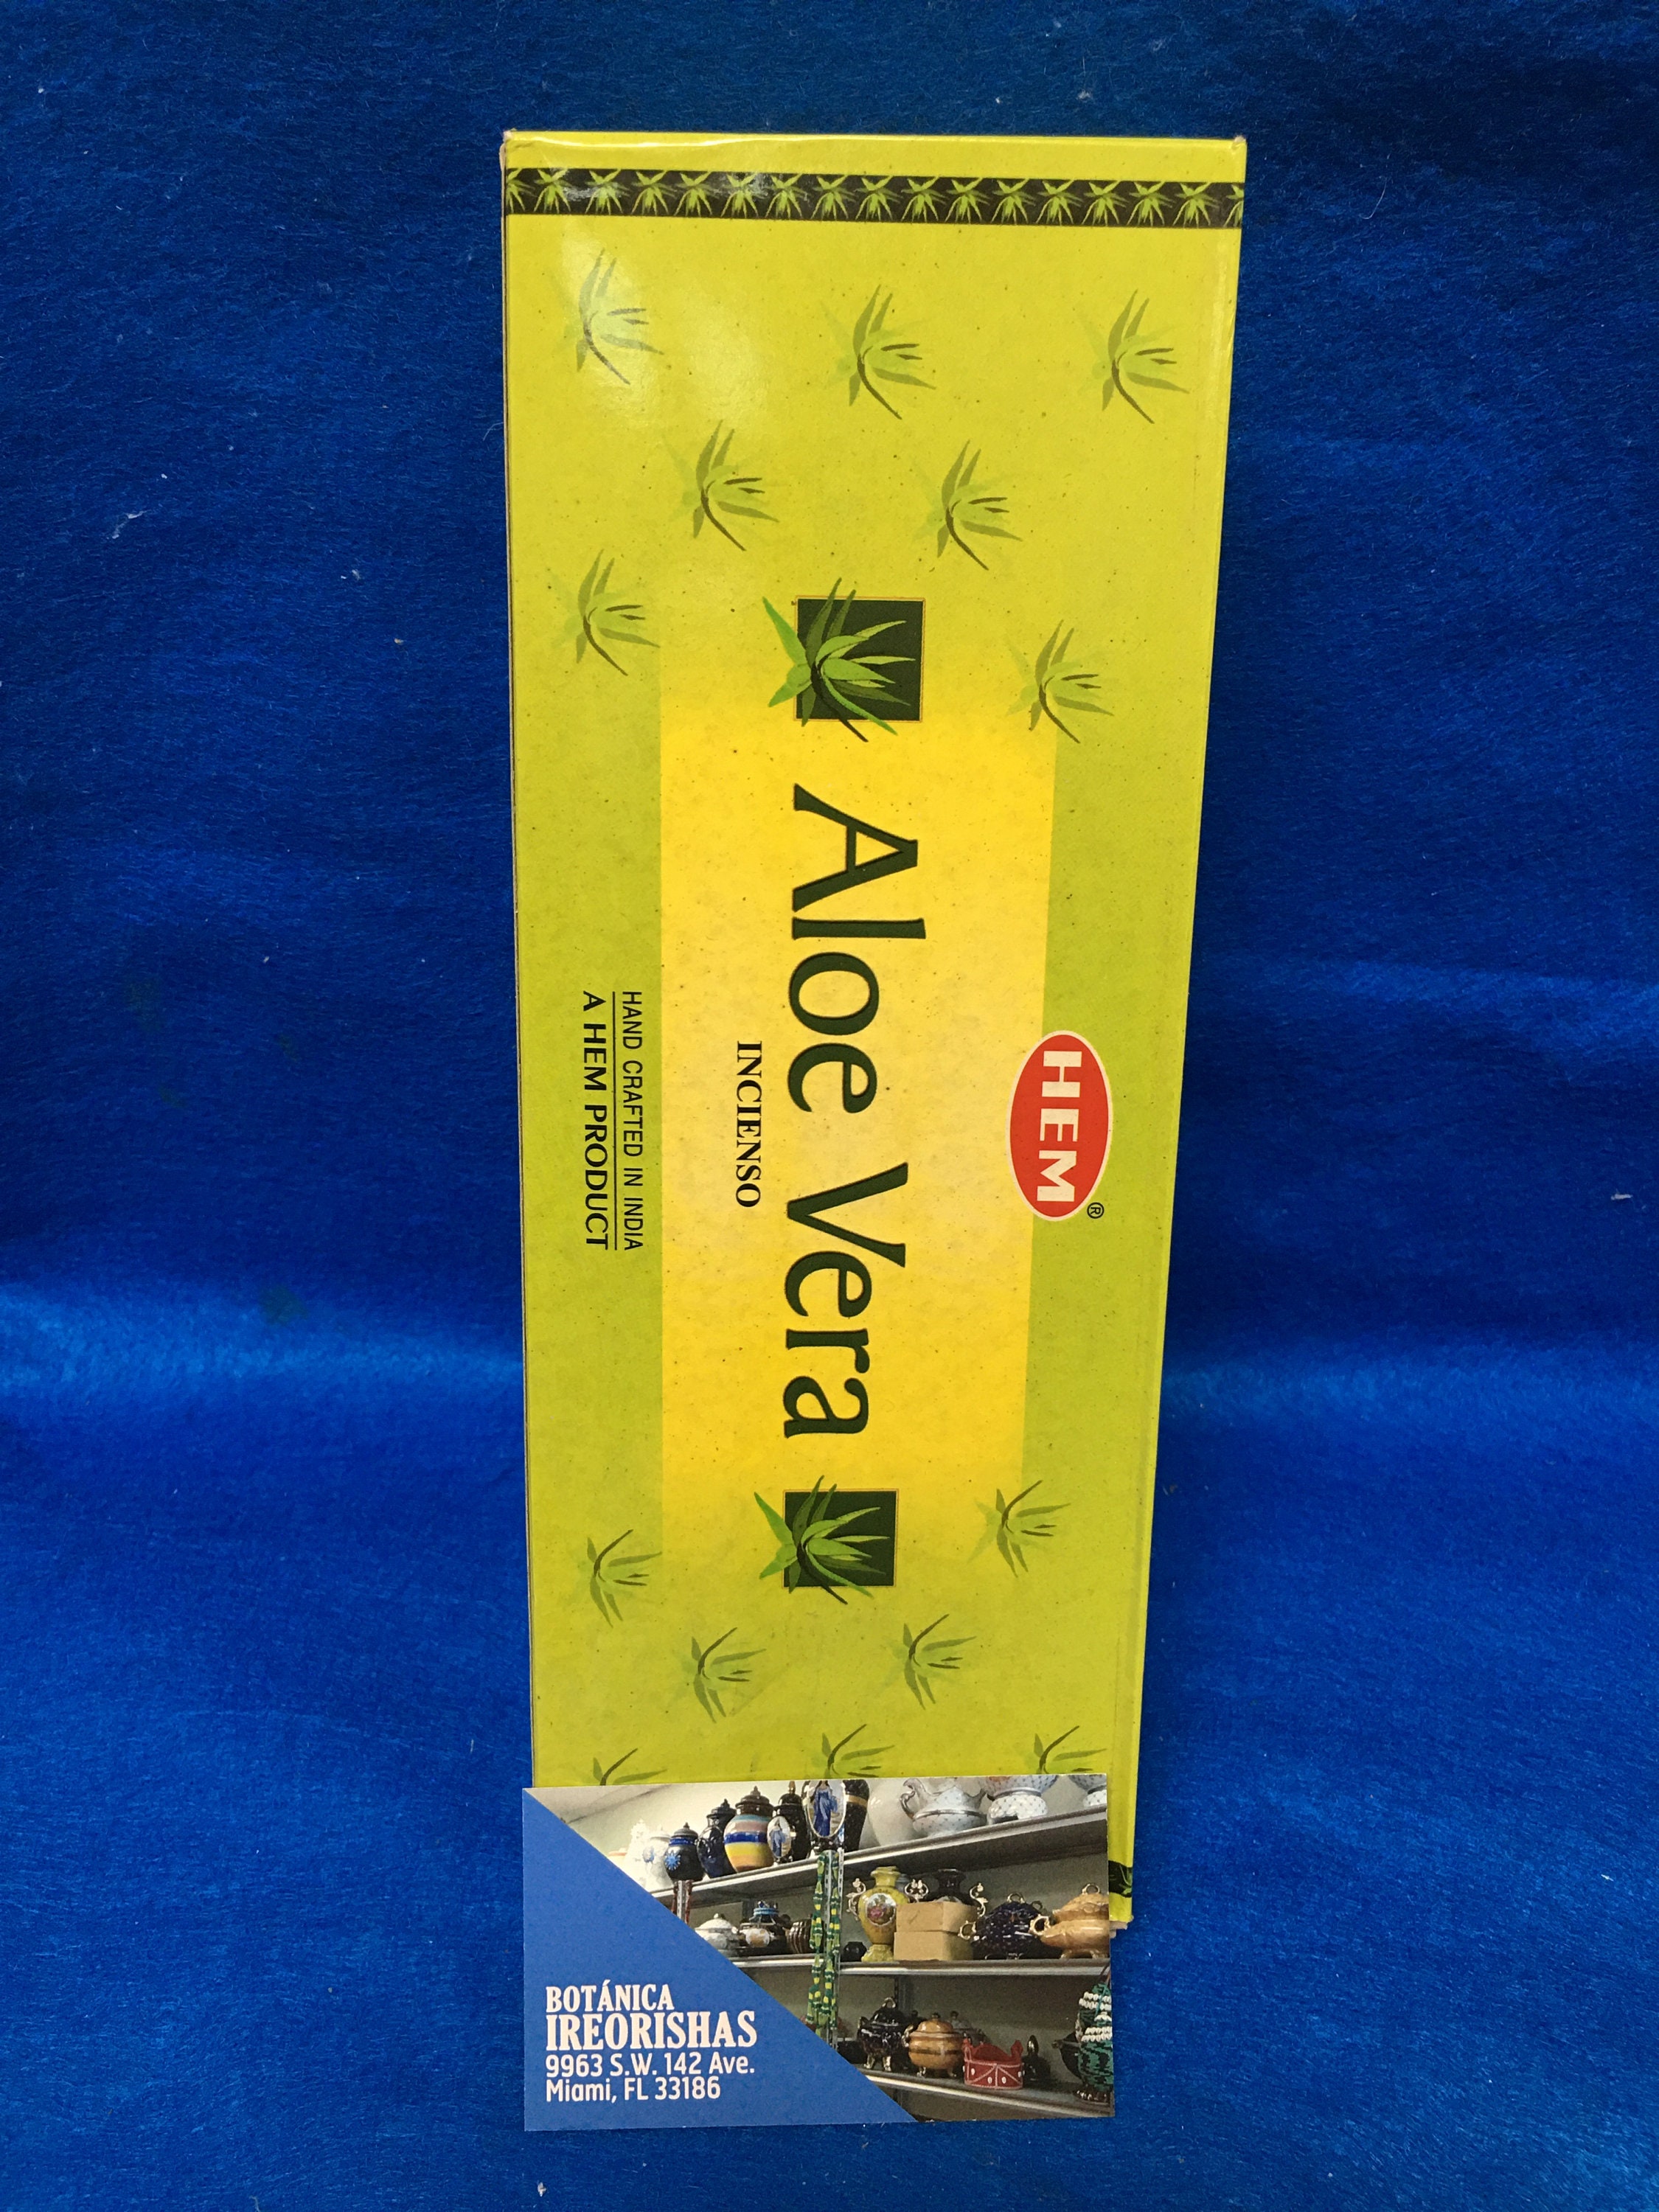 HEM®
Aloe Vera
INCIENSO
HAND CRAFTED IN INDIA
A HEM PRODUCT
BOTÁNICA
IREORISHAS
9963 S.W. 142 Ave.
Miami, FL 33186